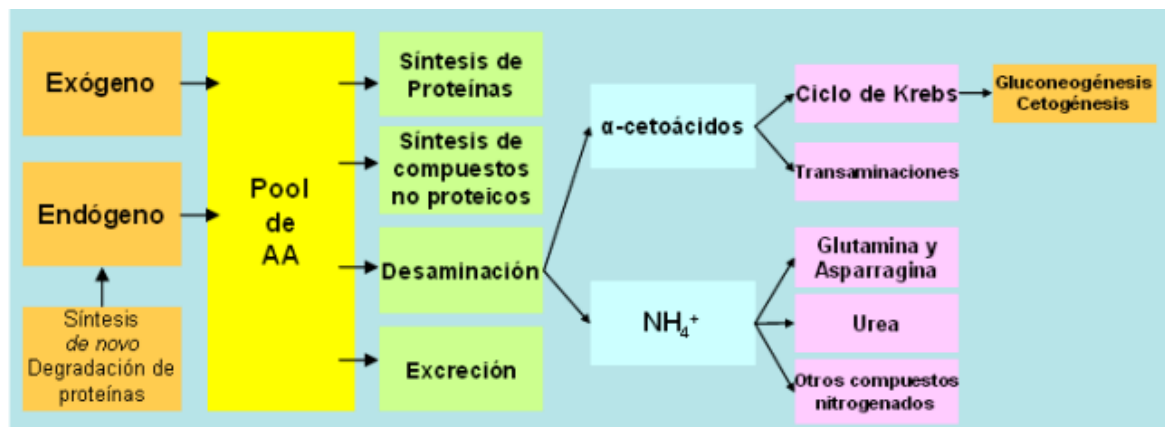 Exógeno
Endógeno
Síntesis
de novo
Degradación de
proteínas
Pool
de
AA
Síntesis de
Proteínas
Síntesis de
compuestos
no proteicos
Desaminación
Excreción
α-cetoácidos
NH₄⁺
Ciclo de Krebs
Transaminaciones
Glutamina y
Asparragina
Urea
Otros compuestos
nitrogenados
Gluconeogénesis
Cetogénesis